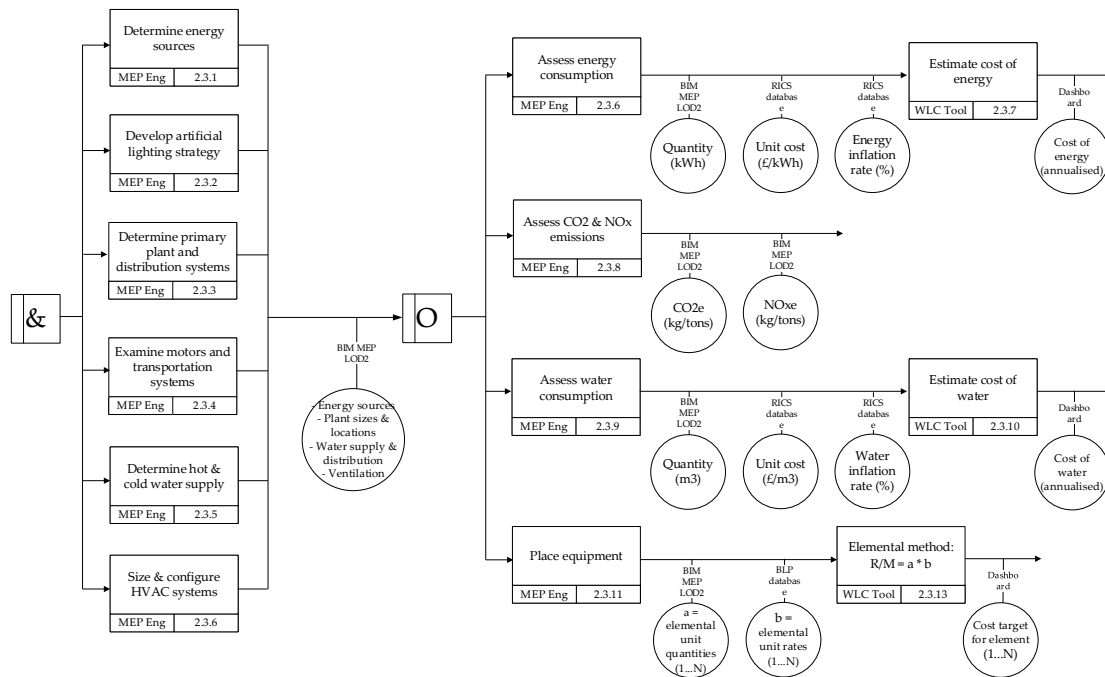 &
Determine energy
sources
MEP Eng 2.3.1
Develop artificial
lighting strategy
MEP Eng 2.3.2
Determine primary
plant and
distribution systems
MEP Eng 2.3.3
Examine motors and
transportation
systems
MEP Eng 2.3.4
Determine hot &
cold water supply
MEP Eng 2.3.5
Size & configure
HVAC systems
MEP Eng 2.3.6
BIM MEP
LOD2
- Energy sources
- Plant sizes &
locations
- Water supply &
distribution
- Ventilation
O
Assess energy
consumption
MEP Eng 2.3.6
BIM
MEP
LOD2
Quantity
(kWh)
RICS
databas
e
Unit cost
(£/kWh)
RICS
databas
e
Energy
inflation
rate (%)
Estimate cost of
energy
WLC Tool 2.3.7
Dashbo
ard
Cost of
energy
(annualised)
Assess CO2 & NOx
emissions
MEP Eng 2.3.8
BIM
MEP
LOD2
CO2e
(kg/tons)
BIM
MEP
LOD2
NOxe
(kg/tons)
Assess water
consumption
MEP Eng 2.3.9
BIM
MEP
LOD2
Quantity
(m3)
RICS
databas
e
Unit cost
(£/m3)
RICS
databas
e
Water
inflation
rate (%)
Estimate cost of
water
WLC Tool 2.3.10
Dashbo
ard
Cost of
water
(annualised)
Place equipment
MEP Eng 2.3.11
BIM
MEP
LOD2
a =
elemental
unit
quantities
(1...N)
BLP
databas
e
b =
elemental
unit rates
(1...N)
Elemental method:
R/M = a * b
WLC Tool 2.3.13
Dashbo
ard
Cost target
for element
(1...N)